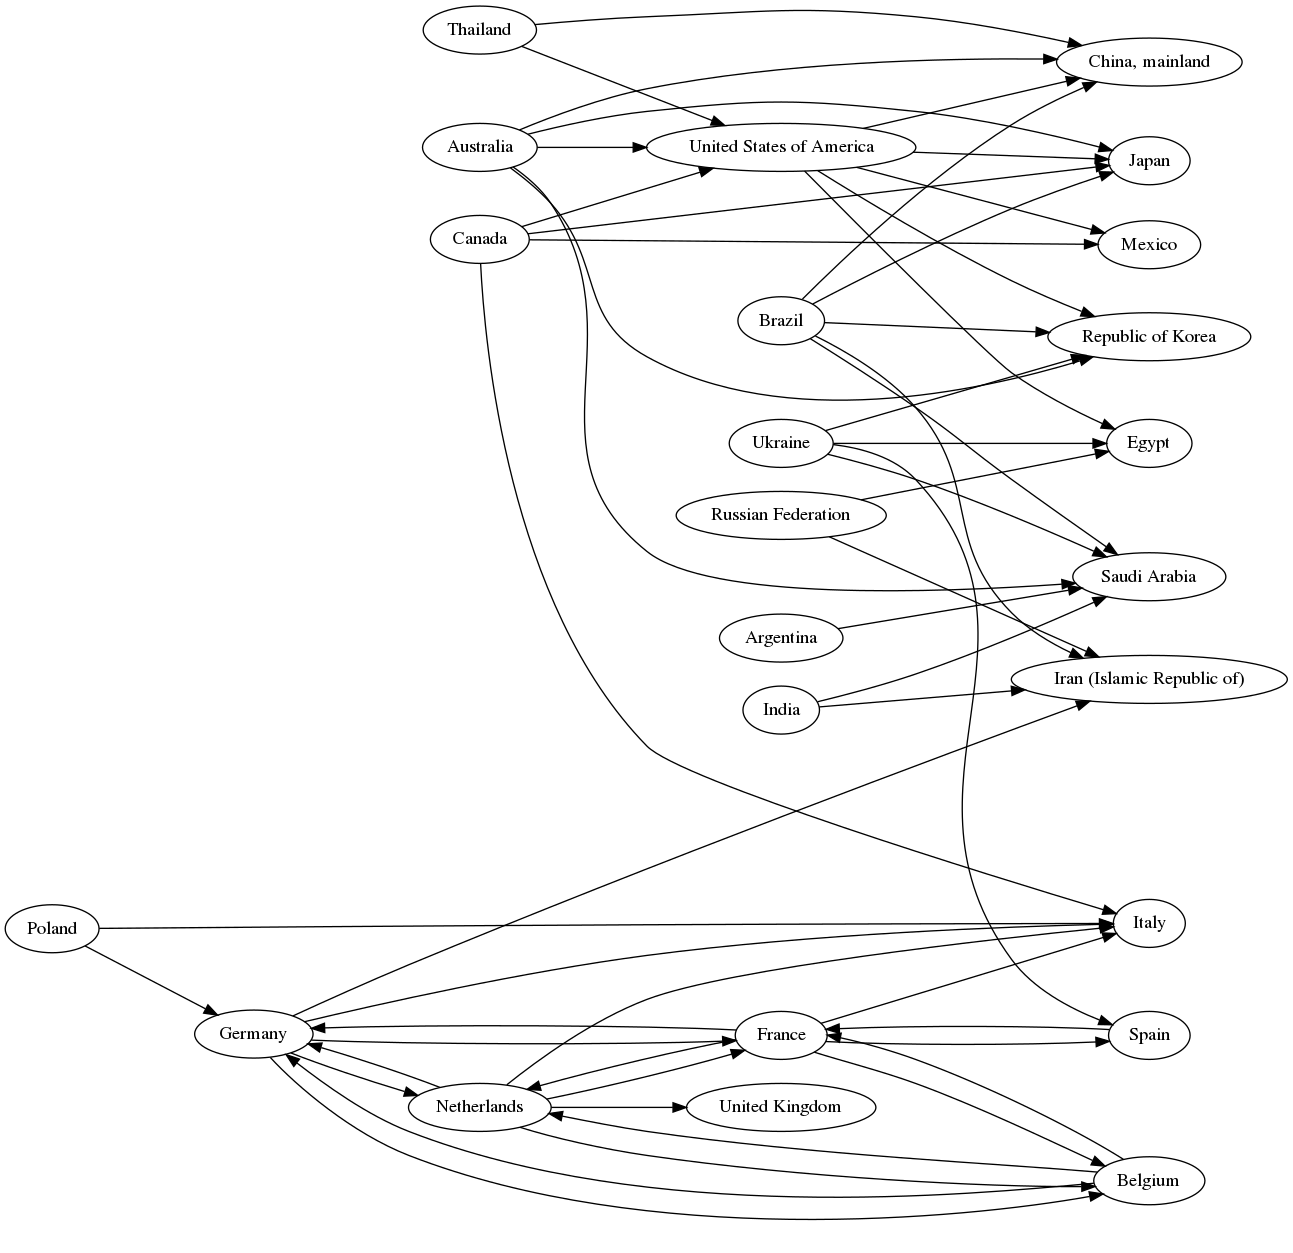 Thailand
China, mainland
Australia
United States of America
Japan
Canada
Mexico
Brazil
Republic of Korea
Ukraine
Egypt
Russian Federation
Saudi Arabia
Argentina
Iran (Islamic Republic of)
India
Poland
Italy
Germany
France
Spain
Netherlands
United Kingdom
Belgium